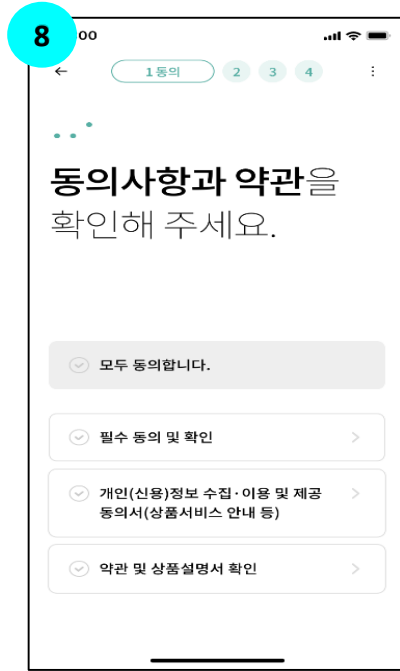 8
00
1 동의 2 3 4
동의사항과 약관을
확인해 주세요.
모두 동의합니다.
필수 동의 및 확인
개인(신용)정보 수집·이용 및 제공
동의서(상품서비스 안내 등)
약관 및 상품설명서 확인